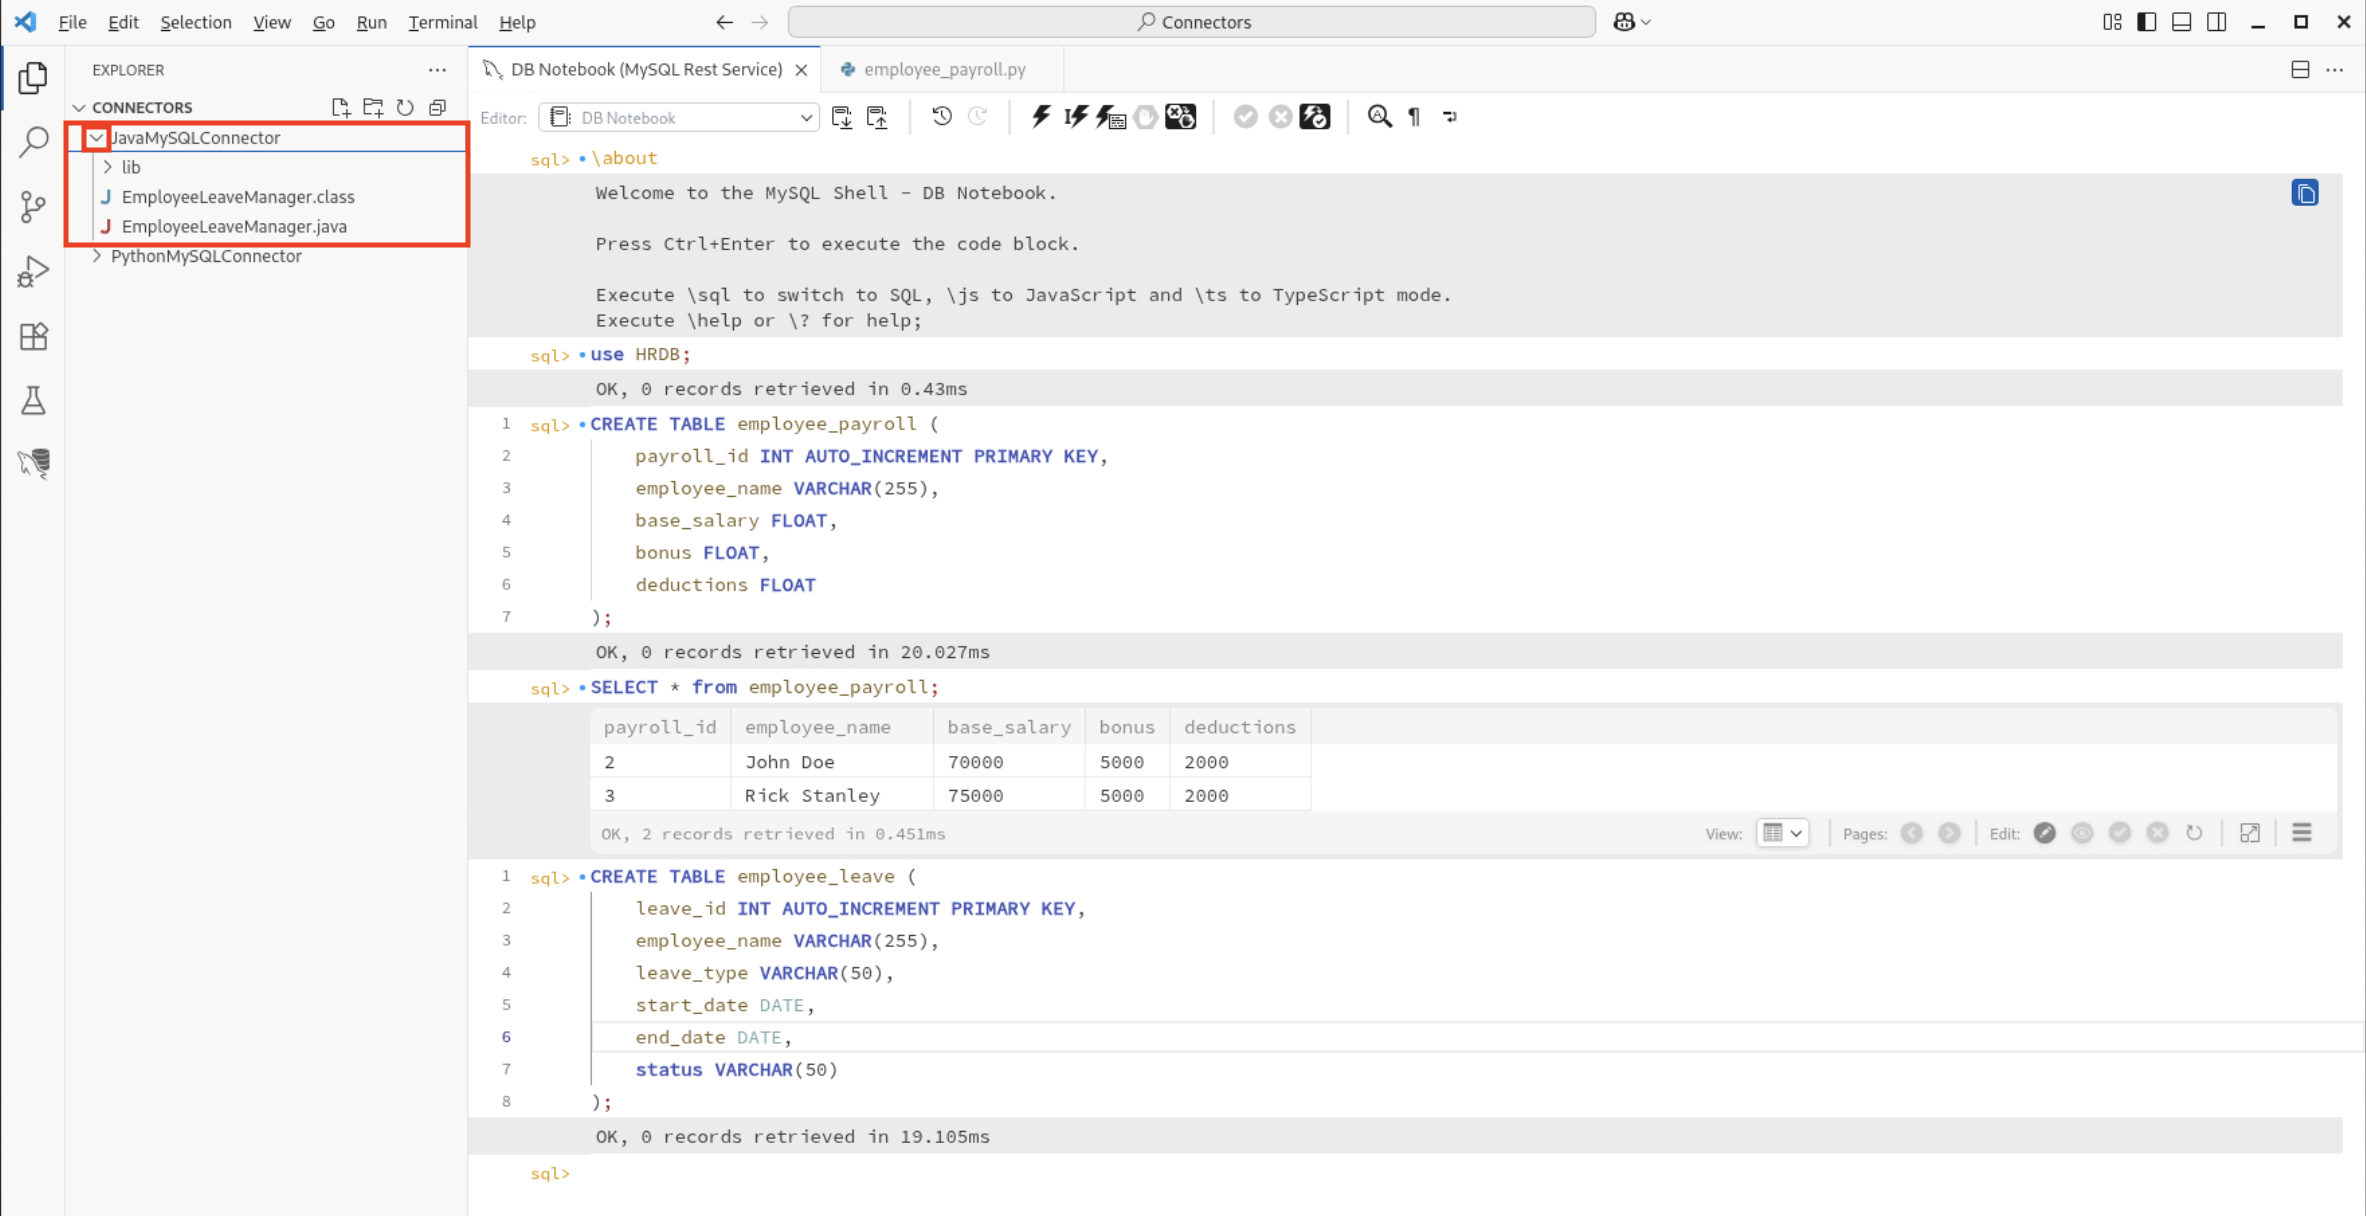 File Edit Selection View Go Run Terminal Help
Connectors
EXPLORER
CONNECTORS
JavaMySQLConnector
lib
EmployeeLeaveManager.class
EmployeeLeaveManager.java
PythonMySQLConnector
DB Notebook (MySQL Rest Service)
employee_payroll.py
Editor: DB Notebook
sql> \about
Welcome to the MySQL Shell - DB Notebook.
Press Ctrl+Enter to execute the code block.
Execute \sql to switch to SQL, \js to JavaScript and \ts to TypeScript mode.
Execute \help or \? for help;
sql> use HRDB;
OK, 0 records retrieved in 0.43ms
1 sql> CREATE TABLE employee_payroll (
2 payroll_id INT AUTO_INCREMENT PRIMARY KEY,
3 employee_name VARCHAR(255),
4 base_salary FLOAT,
5 bonus FLOAT,
6 deductions FLOAT
7 );
OK, 0 records retrieved in 20.027ms
sql> SELECT * from employee_payroll;
payroll_id employee_name base_salary bonus deductions
2 John Doe 70000 5000 2000
3 Rick Stanley 75000 5000 2000
OK, 2 records retrieved in 0.451ms
View: Pages: Edit:
1 sql> CREATE TABLE employee_leave (
2 leave_id INT AUTO_INCREMENT PRIMARY KEY,
3 employee_name VARCHAR(255),
4 leave_type VARCHAR(50),
5 start_date DATE,
6 end_date DATE,
7 status VARCHAR(50)
8 );
OK, 0 records retrieved in 19.105ms
sql>